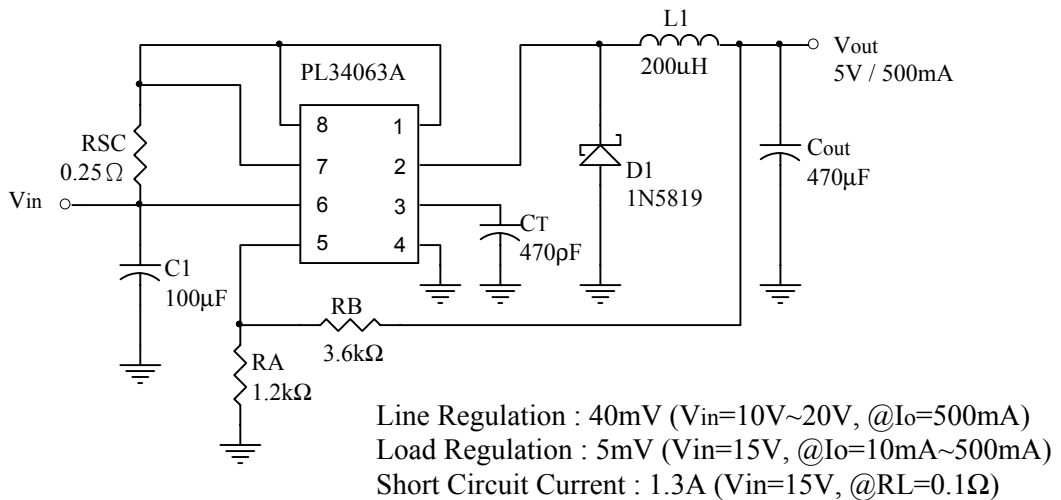 L1
200μH
Vout
5V / 500mA
PL34063A
8 1
7 2
6 3
5 4
RSC
0.25Ω
Vin
C1
100μF
D1
1N5819
Cout
470μF
CT
470ρF
RB
3.6kΩ
RA
1.2kΩ
Line Regulation : 40mV (Vin=10V~20V, @Io=500mA)
Load Regulation : 5mV (Vin=15V, @Io=10mA~500mA)
Short Circuit Current : 1.3A (Vin=15V, @RL=0.1Ω)